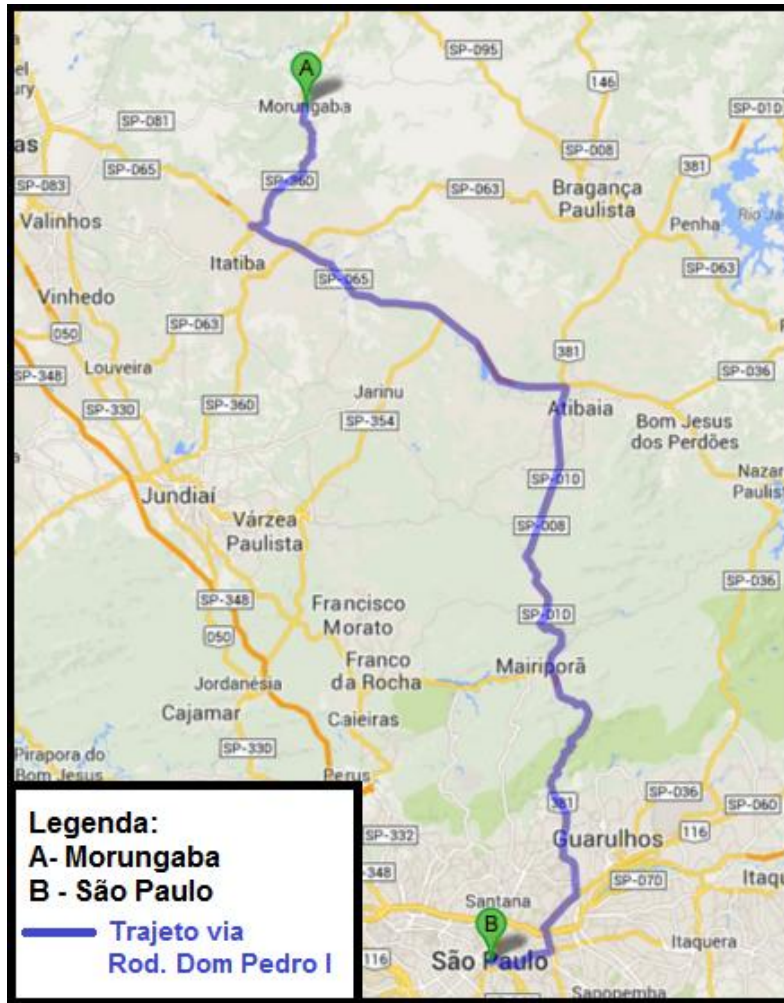 SP-095
A
146
Morungaba
SP-010
SP-081
as
SP-008
381
SP-065
SP-360
SP-083
SP-063
Bragança
Paulista
Valinhos
Penha
Itatiba
SP-065
SP-063
Vinhedo
050
SP-063
381
Louveira
SP-036
SP-348
Jarinu
Atibaia
SP-330
SP-360
SP-354
Bom Jesus
dos Perdões
SP-010
Jundiaí
Várzea
Paulista
SP-008
SP-036
SP-348
Francisco
Morato
SP-010
050
Mairiporã
Franco
da Rocha
Jordanésia
Cajamar
Caieiras
SP-330
Pirapora do
Bom Jesus
Perus
SP-036
381
SP-060
Legenda:
A- Morungaba
B - São Paulo
Trajeto via
Rod. Dom Pedro I
SP-332
Guarulhos
116
348
SP-070
Itaqu
Santana
B
Itaquera
116
São Paulo
Sapopemba